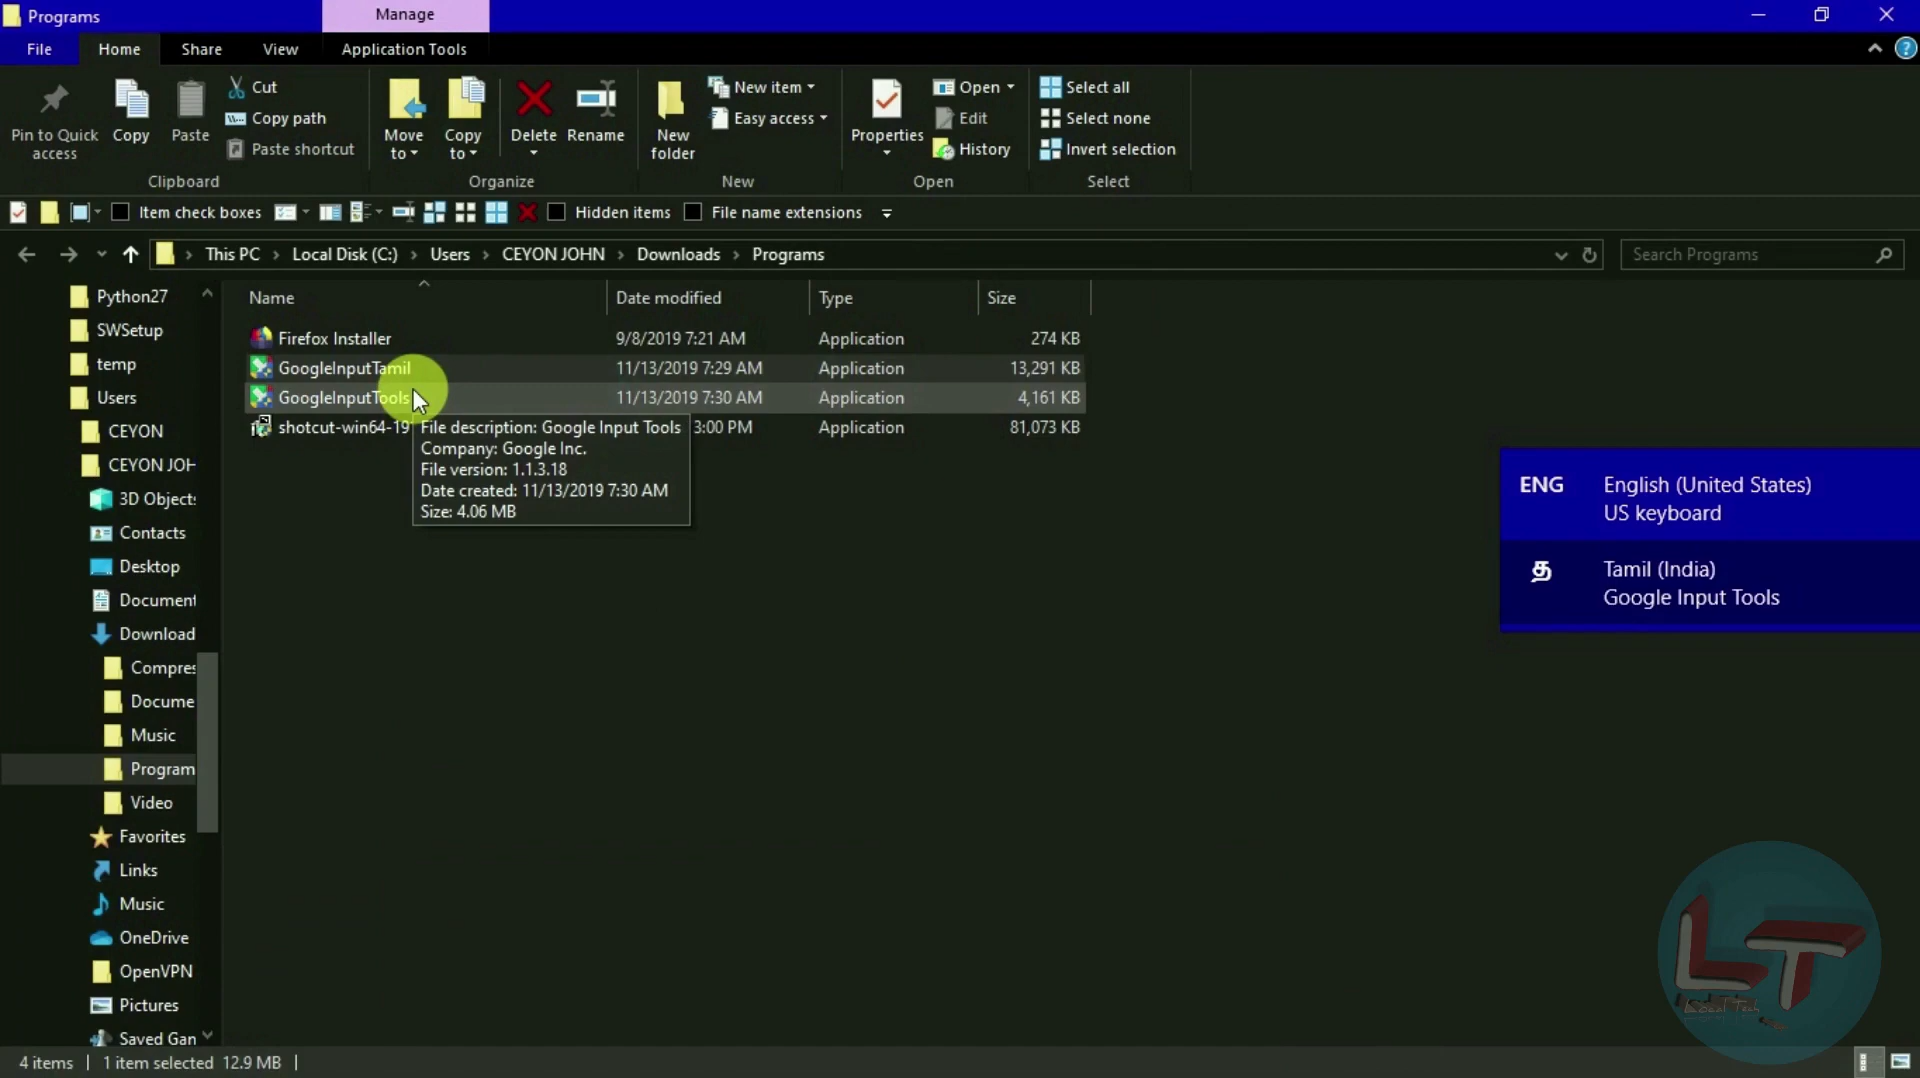 Programs
Manage
File
Home
Share
View
Application Tools
Pin to Quick access
Copy
Paste
Cut
Copy path
Paste shortcut
Clipboard
Move to
Copy to
Delete
Rename
Organize
New folder
New item
Easy access
New
Properties
Open
Edit
History
Open
Select all
Select none
Invert selection
Select
Item check boxes
Hidden items
File name extensions
This PC > Local Disk (C:) > Users > CEYON JOHN > Downloads > Programs
Search Programs
Python27
SWSetup
temp
Users
CEYON
CEYON JOH
3D Objects
Contacts
Desktop
Document
Download
Compres
Docume
Music
Program
Video
Favorites
Links
Music
OneDrive
OpenVPN
Pictures
Saved Gan
Name Date modified Type Size
Firefox Installer 9/8/2019 7:21 AM Application 274 KB
GoogleInputTamil 11/13/2019 7:29 AM Application 13,291 KB
GoogleInputTools 11/13/2019 7:30 AM Application 4,161 KB
shotcut-win64-19 3:00 PM Application 81,073 KB
File description: Google Input Tools
Company: Google Inc.
File version: 1.1.3.18
Date created: 11/13/2019 7:30 AM
Size: 4.06 MB
ENG English (United States)
US keyboard
த Tamil (India)
Google Input Tools
LT
4 items | 1 item selected 12.9 MB |